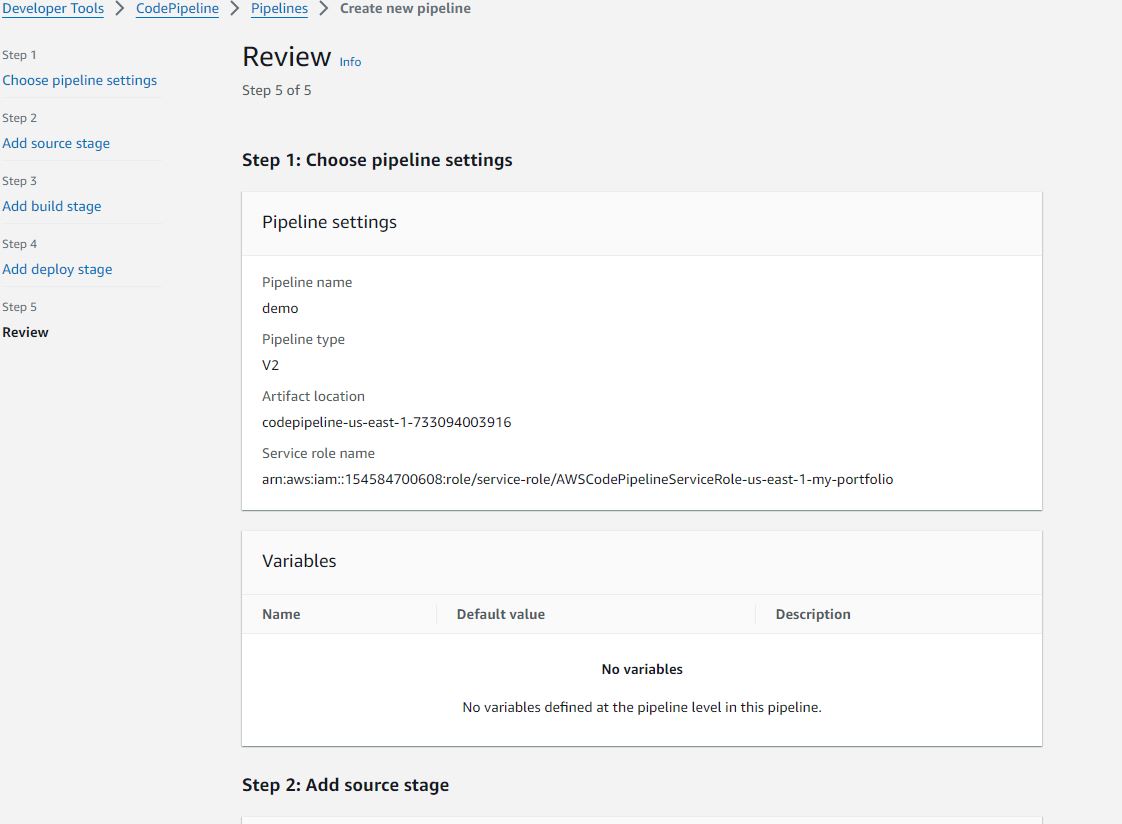 Developer Tools > CodePipeline > Pipelines > Create new pipeline
Step 1
Choose pipeline settings
Step 2
Add source stage
Step 3
Add build stage
Step 4
Add deploy stage
Step 5
Review
Review Info
Step 5 of 5
Step 1: Choose pipeline settings
Pipeline settings
Pipeline name
demo
Pipeline type
V2
Artifact location
codepipeline-us-east-1-733094003916
Service role name
arn:aws:iam::154584700608:role/service-role/AWSCodePipelineServiceRole-us-east-1-my-portfolio
Variables
Name Default value Description
No variables
No variables defined at the pipeline level in this pipeline.
Step 2: Add source stage